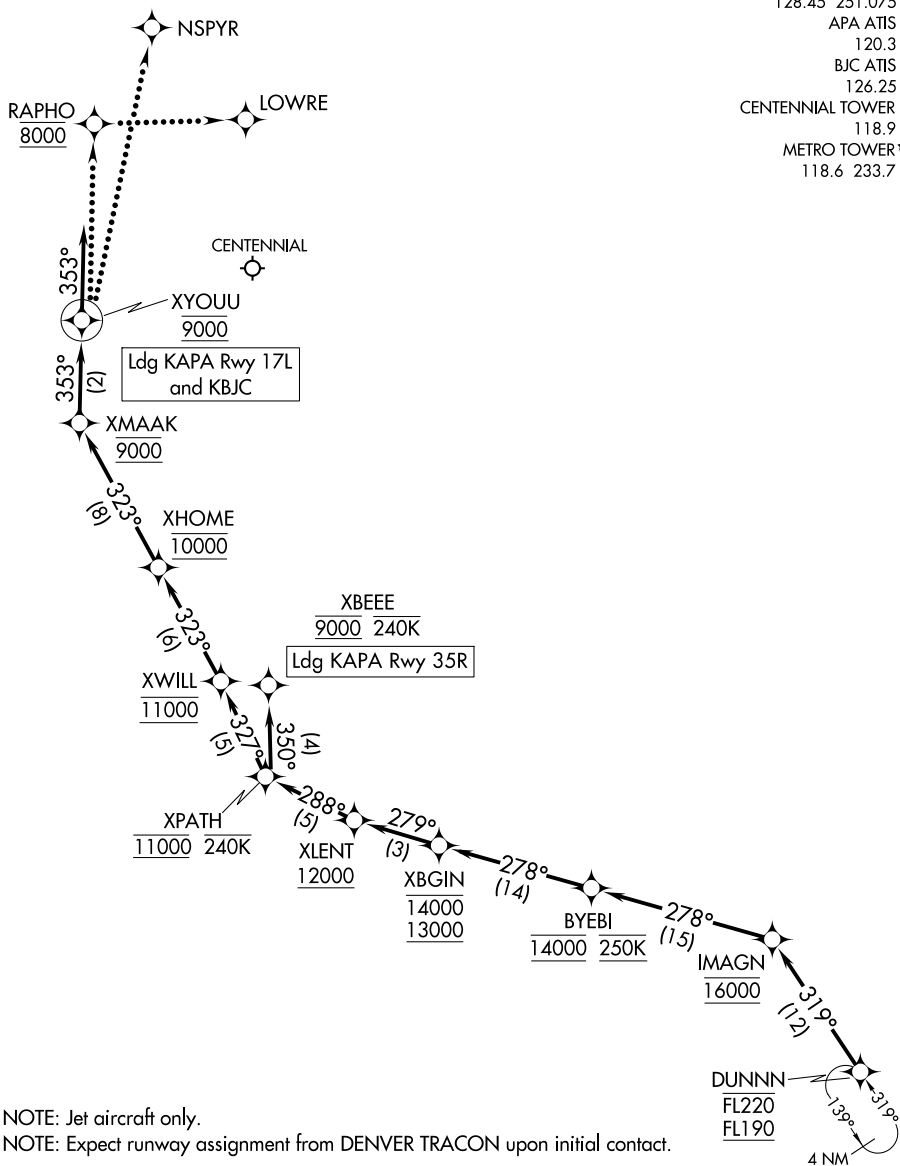 128.45 251.075
APA ATIS
120.3
BJC ATIS
126.25
CENTENNIAL TOWER
118.9
METRO TOWER*
118.6 233.7
NSPYR
RAPHO
8000
LOWRE
353°
CENTENNIAL
XYOUU
9000
Ldg KAPA Rwy 17L
and KBJC
353°
(2)
XMAAK
9000
323°
(8)
XHOME
10000
323°
(6)
XBEEE
9000 240K
Ldg KAPA Rwy 35R
XWILL
11000
327°
(5)
350°
(4)
XPATH
11000 240K
288°
(5)
XLENT
12000
279°
(3)
XBGIN
14000
13000
278°
(14)
BYEBI
14000 250K
278°
(15)
IMAGN
16000
319°
(12)
DUNNN
FL220
FL190
139°
319°
4 NM
NOTE: Jet aircraft only.
NOTE: Expect runway assignment from DENVER TRACON upon initial contact.